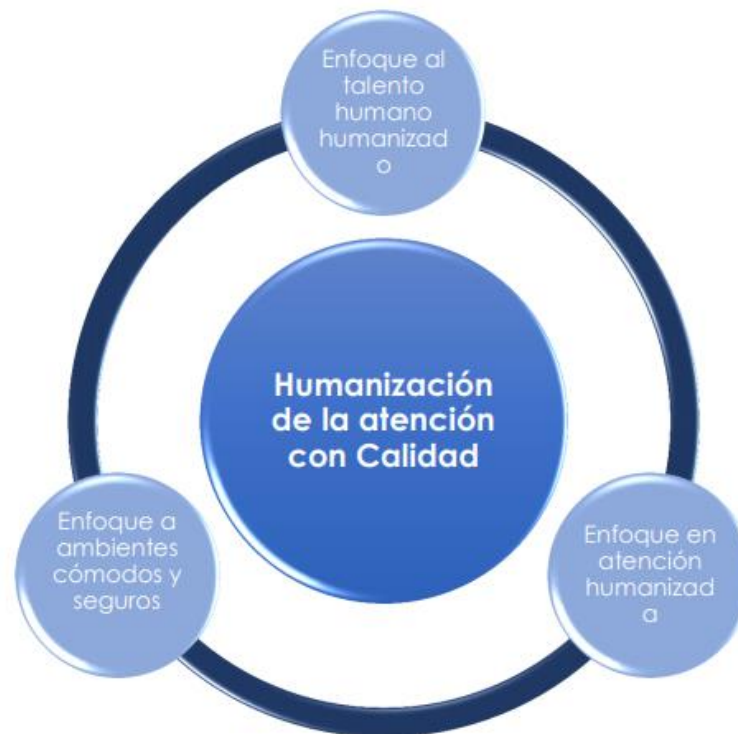 Enfoque al
talento
humano
humanizad
o
Humanización
de la atención
con Calidad
Enfoque a
ambientes
cómodos y
seguros
Enfoque en
atención
humanizad
a